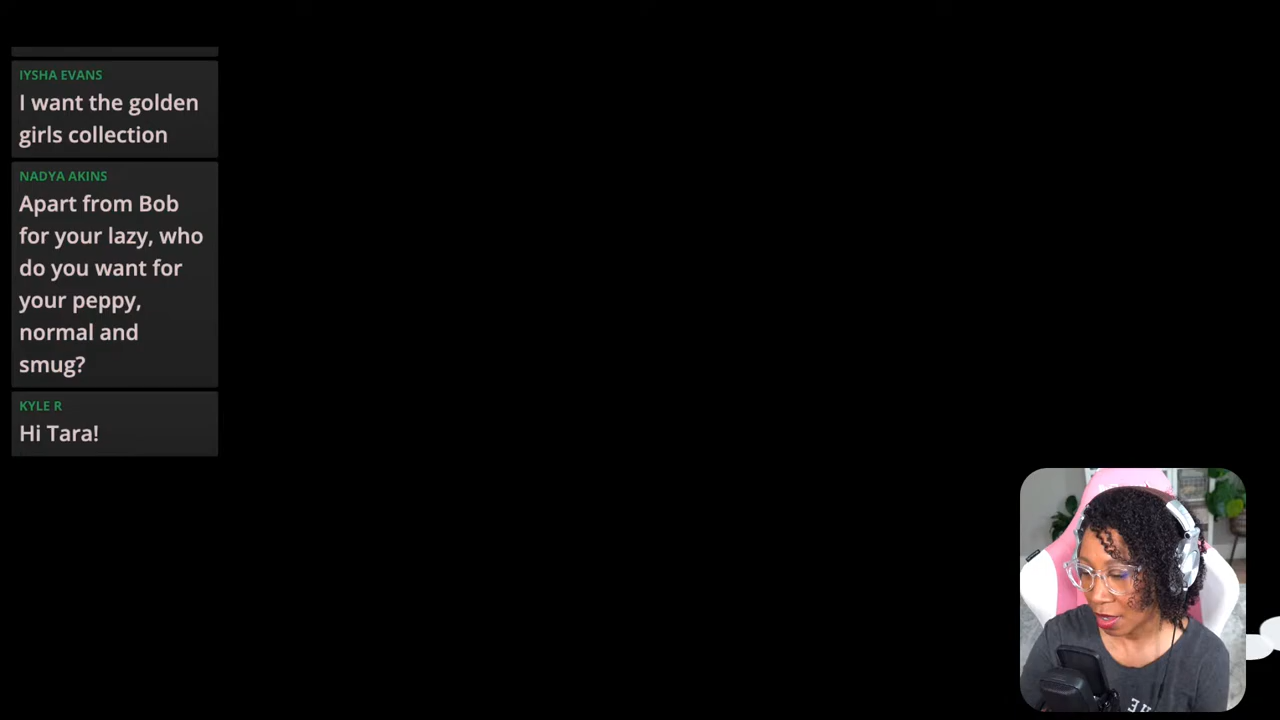 IYSHA EVANS
I want the golden
girls collection
NADYA AKINS
Apart from Bob
for your lazy, who
do you want for
your peppy,
normal and
smug?
KYLE R
Hi Tara!
HE